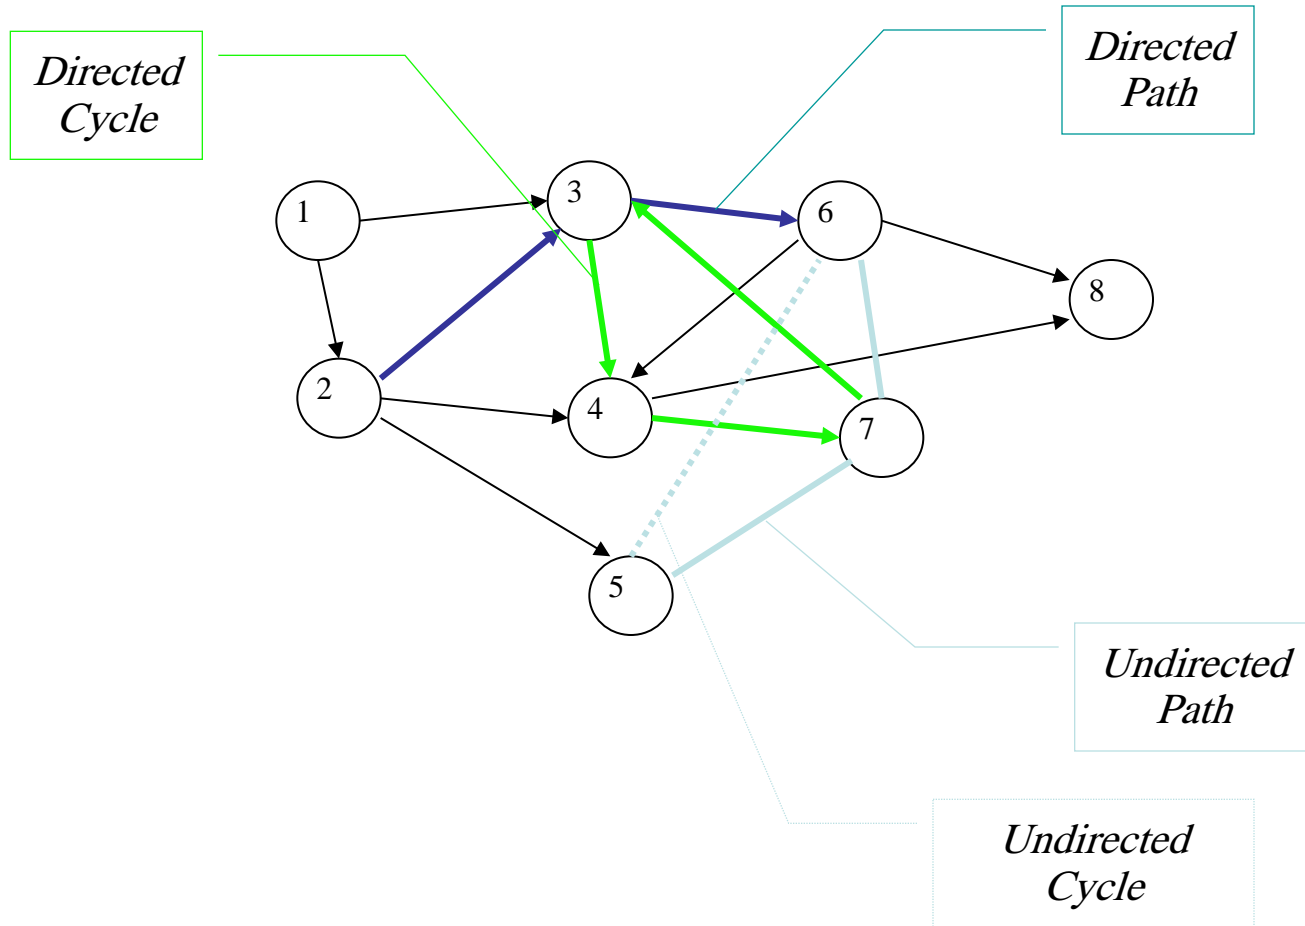 Directed
Cycle
Directed
Path
1
3
6
8
2
4
7
5
Undirected
Path
Undirected
Cycle